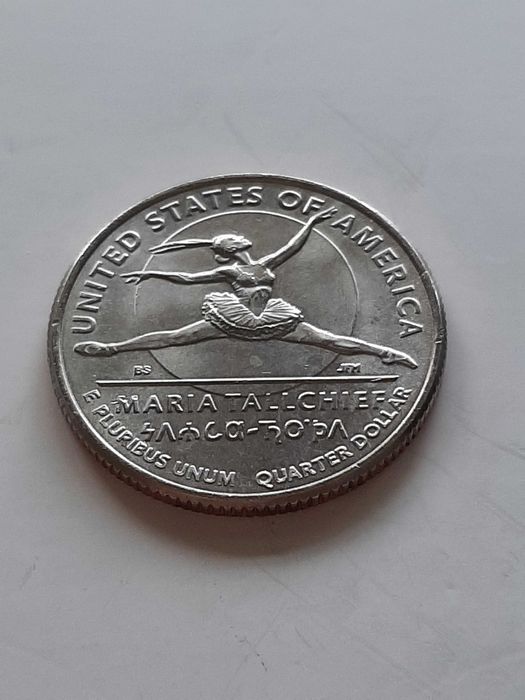 UNITED STATES OF AMERICA
BS JFM
MARIA TALLCHIEF
E PLURIBUS UNUM QUARTER DOLLAR